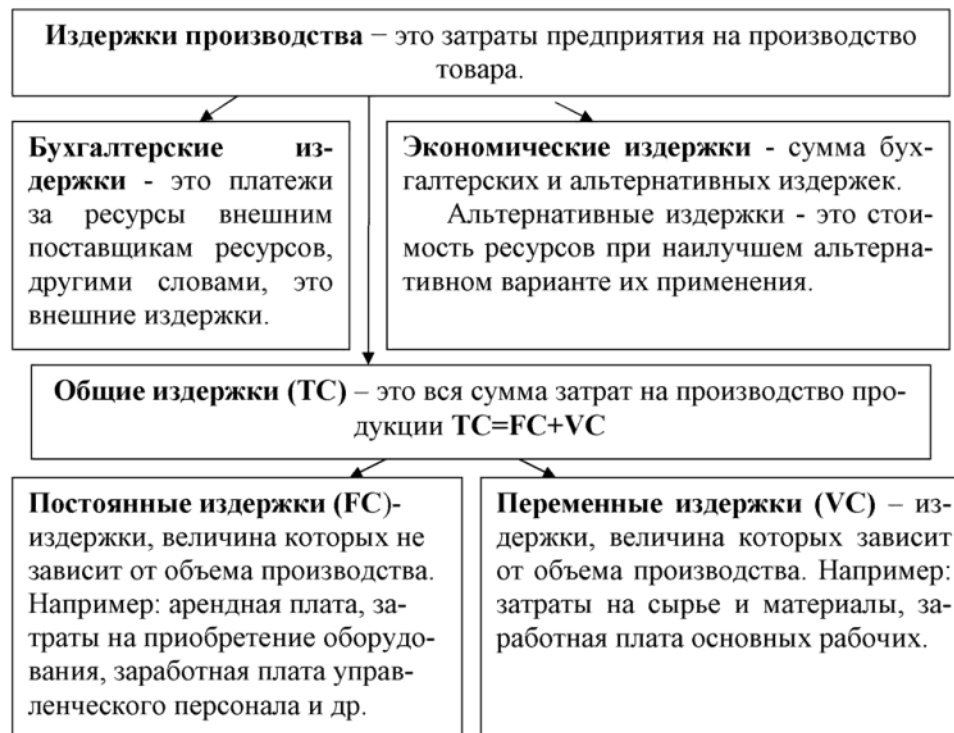 Издержки производства − это затраты предприятия на производство
товара.
Бухгалтерские из-
держки - это платежи
за ресурсы внешним
поставщикам ресурсов,
другими словами, это
внешние издержки.
Экономические издержки - сумма бух-
галтерских и альтернативных издержек.
Альтернативные издержки - это стои-
мость ресурсов при наилучшем альтерна-
тивном варианте их применения.
Общие издержки (TC) – это вся сумма затрат на производство про-
дукции TC=FC+VC
Постоянные издержки (FC)-
издержки, величина которых не
зависит от объема производства.
Например: арендная плата, за-
траты на приобретение оборудо-
вания, заработная плата управ-
ленческого персонала и др.
Переменные издержки (VC) – из-
держки, величина которых зависит
от объема производства. Например:
затраты на сырье и материалы, за-
работная плата основных рабочих.